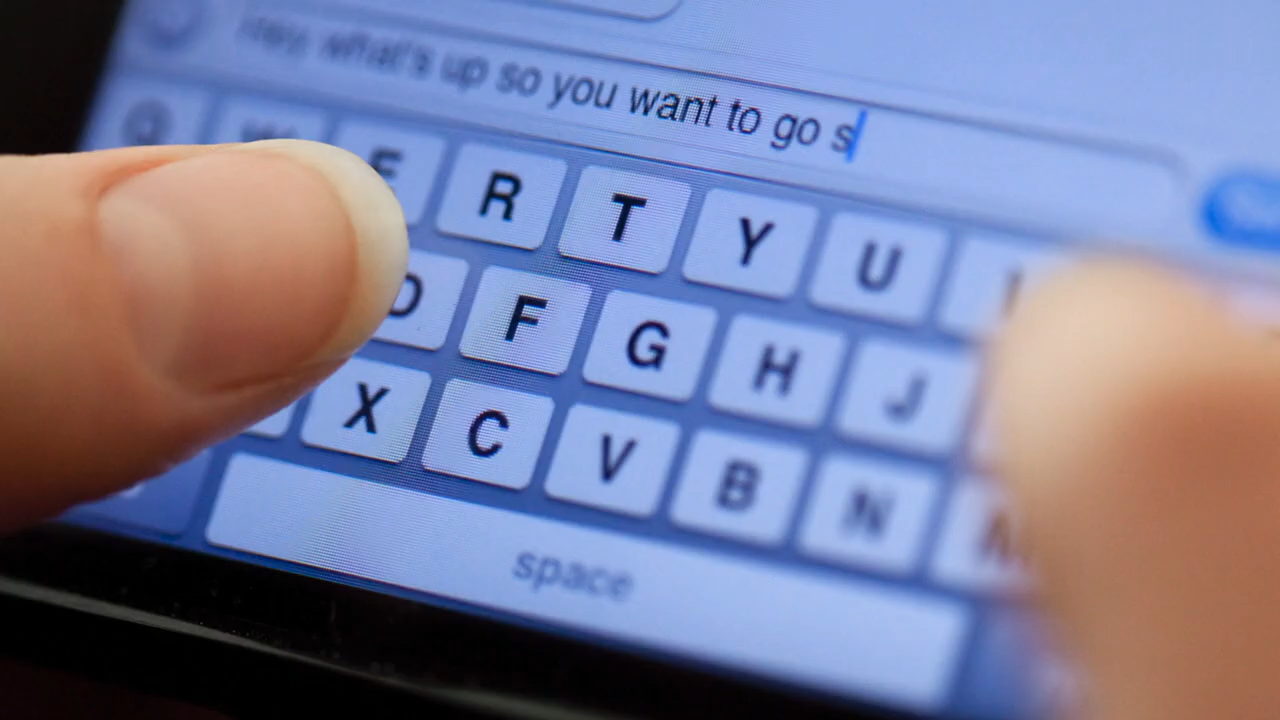 Hey, what's up so you want to go s
Q W E R T Y U I
D F G H J
X C V B N M
space